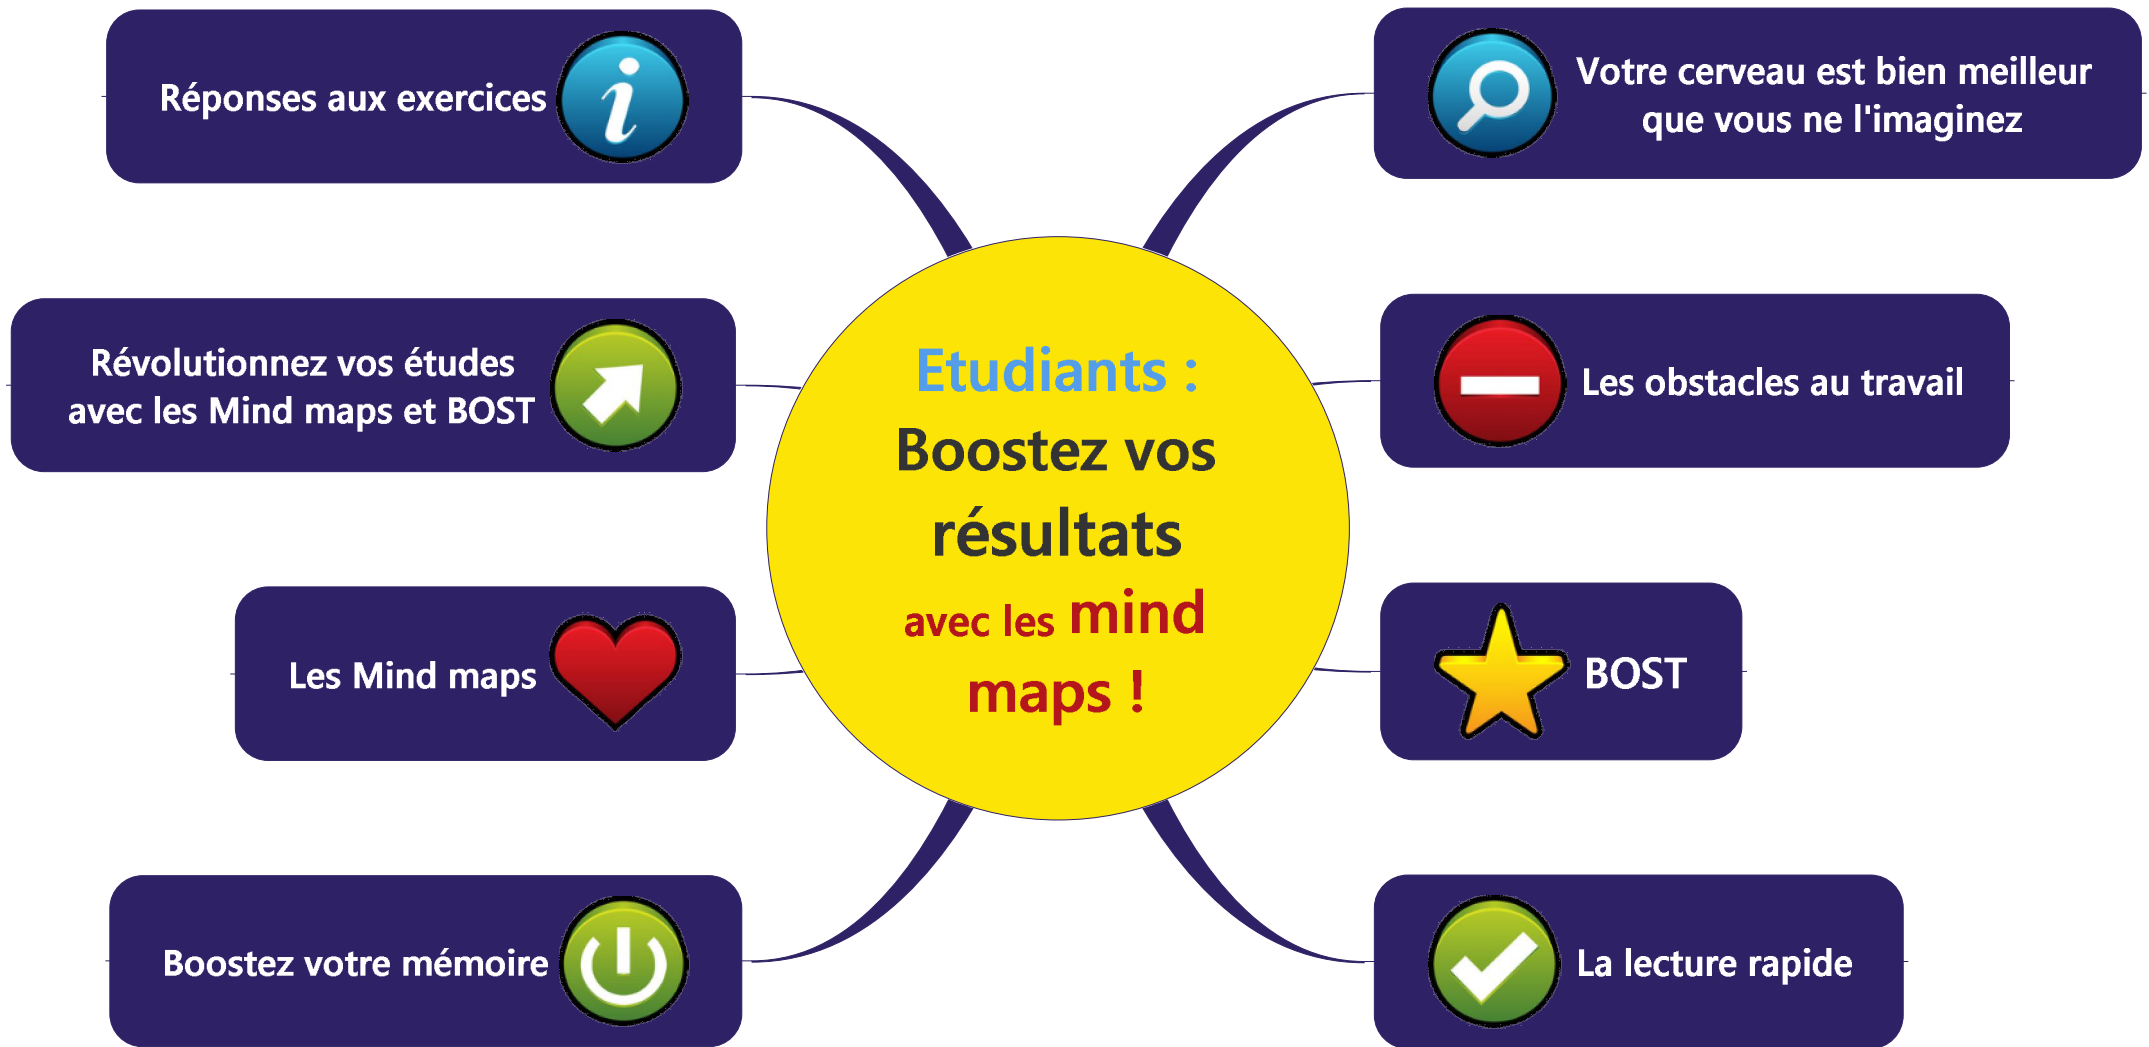 Etudiants :
Boostez vos
résultats
avec les mind
maps !
Votre cerveau est bien meilleur
que vous ne l'imaginez
Les obstacles au travail
BOST
La lecture rapide
Boostez votre mémoire
Les Mind maps
Révolutionnez vos études
avec les Mind maps et BOST
Réponses aux exercices